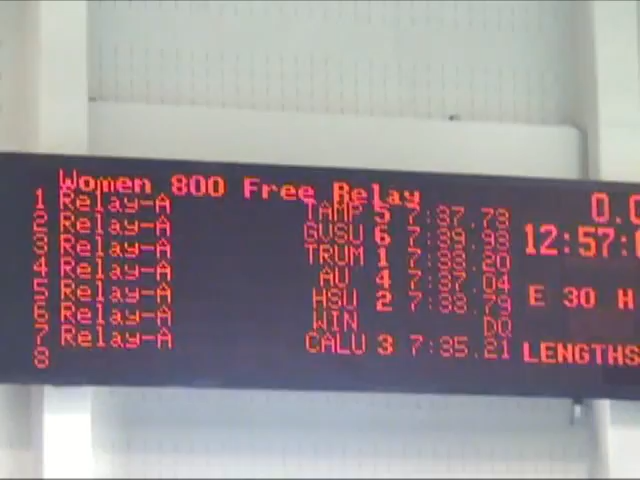 Women 800 Free Relay
1 Relay-A TAMP 5 7:37.73 0.0
2 Relay-A GVSU 6 7:39.93 12:57:
3 Relay-A TRUM 1 7:33.20
4 Relay-A AU 4 7:37.04 E 30 H
5 Relay-A HSU 2 7:33.79
6 Relay-A WIN DQ
7 Relay-A CALU 3 7:35.21 LENGTHS
8